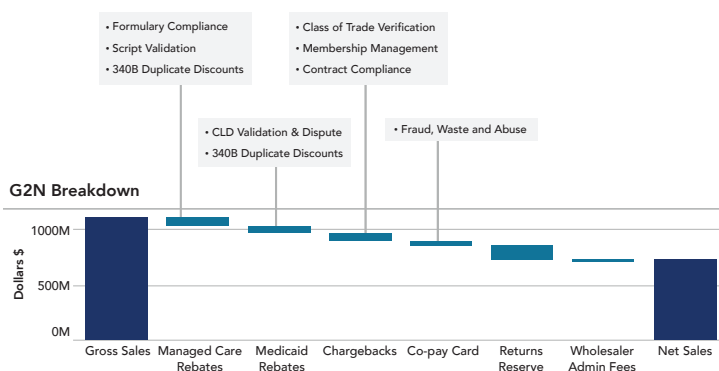 • Formulary Compliance
• Script Validation
• 340B Duplicate Discounts
• Class of Trade Verification
• Membership Management
• Contract Compliance
• CLD Validation & Dispute
• 340B Duplicate Discounts
• Fraud, Waste and Abuse
G2N Breakdown
Dollars $
1000M
500M
0M
Gross Sales
Managed Care
Rebates
Medicaid
Rebates
Chargebacks
Co-pay Card
Returns
Reserve
Wholesaler
Admin Fees
Net Sales